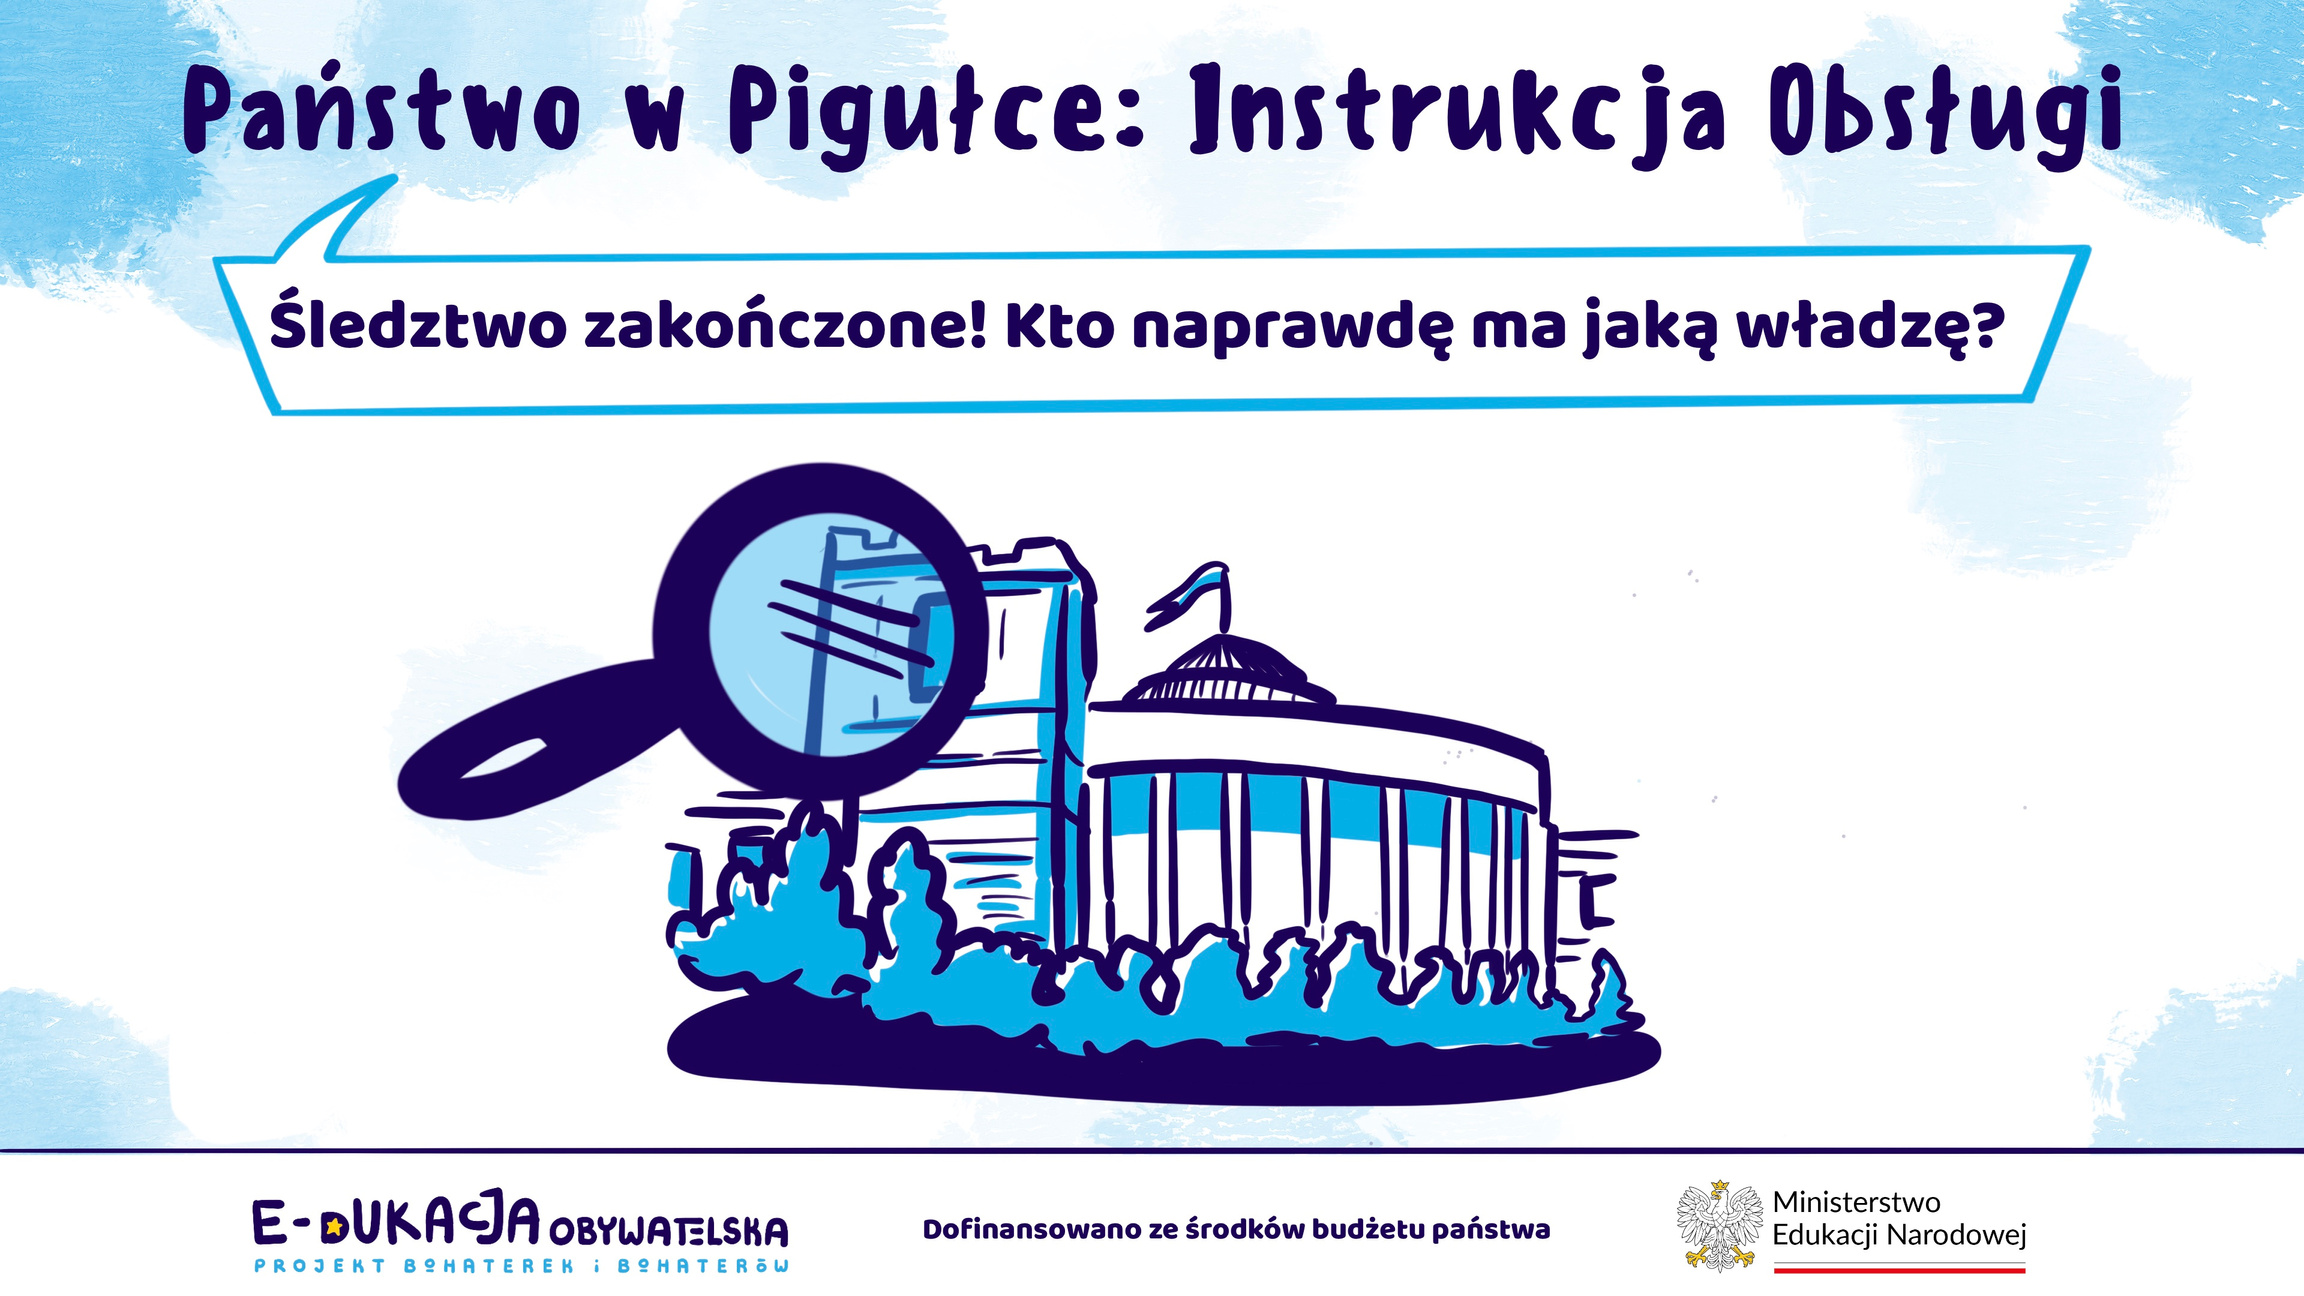 Państwo w Pigułce: Instrukcja Obsługi
Śledztwo zakończone! Kto naprawdę ma jaką władzę?
E-DUKACJA OBYWATELSKA
PROJEKT BOHATEREK i BOHATERÓW
Dofinansowano ze środków budżetu państwa
Ministerstwo
Edukacji Narodowej